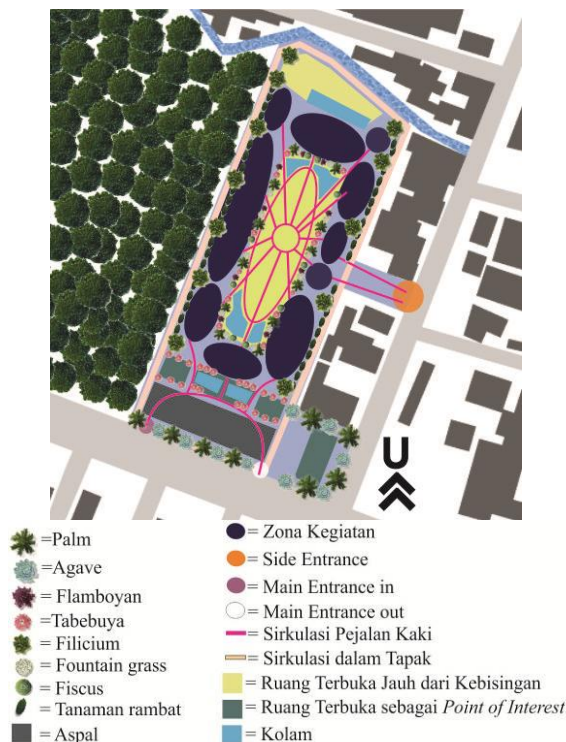 U
=Palm
=Agave
= Flamboyan
=Tabebuya
= Filicium
= Fountain grass
= Fiscus
= Tanaman rambat
= Aspal
= Zona Kegiatan
= Side Entrance
= Main Entrance in
= Main Entrance out
= Sirkulasi Pejalan Kaki
= Sirkulasi dalam Tapak
= Ruang Terbuka Jauh dari Kebisingan
= Ruang Terbuka sebagai Point of Interest
= Kolam